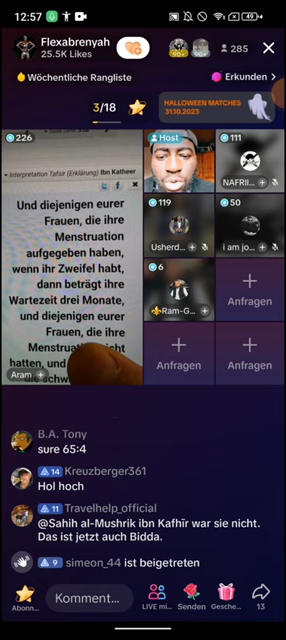 12:57
49
Flexabrenyah
25.5K Likes
90+
90+
285
Wöchentliche Rangliste
Erkunden >
3/18
HALLOWEEN MATCHES
31.10.2023
226
Interpretation Tafsir (Erklärung) Ibn Katheer
Und diejenigen eurer
Frauen, die ihre
Menstruation
aufgegeben haben,
wenn ihr Zweifel habt,
dann beträgt ihre
Wartezeit drei Monate,
und diejenigen eurer
Frauen, die ihre
hatten, und
Aram +
Host
111
NAFRII... +
119
Usherd... +
50
i am jo...
6
Ram-G... +
Anfragen
Anfragen
Anfragen
Anfragen
B.A. Tony
sure 65:4
14 Kreuzberger361
Hol hoch
11 Travelhelp_official
@Sahih al-Mushrik ibn Kafhīr war sie nicht.
Das ist jetzt auch Bidda.
9 simeon_44 ist beigetreten
Abonn...
Komment...
LIVE mi...
Senden
Gesche...
13